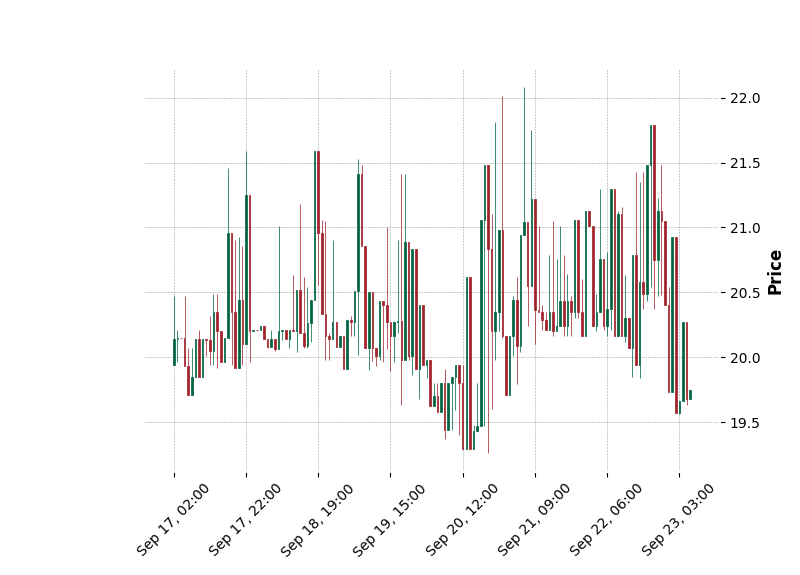 22.0
21.5
21.0
20.5
20.0
19.5
Price
Sep 17, 02:00
Sep 17, 22:00
Sep 18, 19:00
Sep 19, 15:00
Sep 20, 12:00
Sep 21, 09:00
Sep 22, 06:00
Sep 23, 03:00